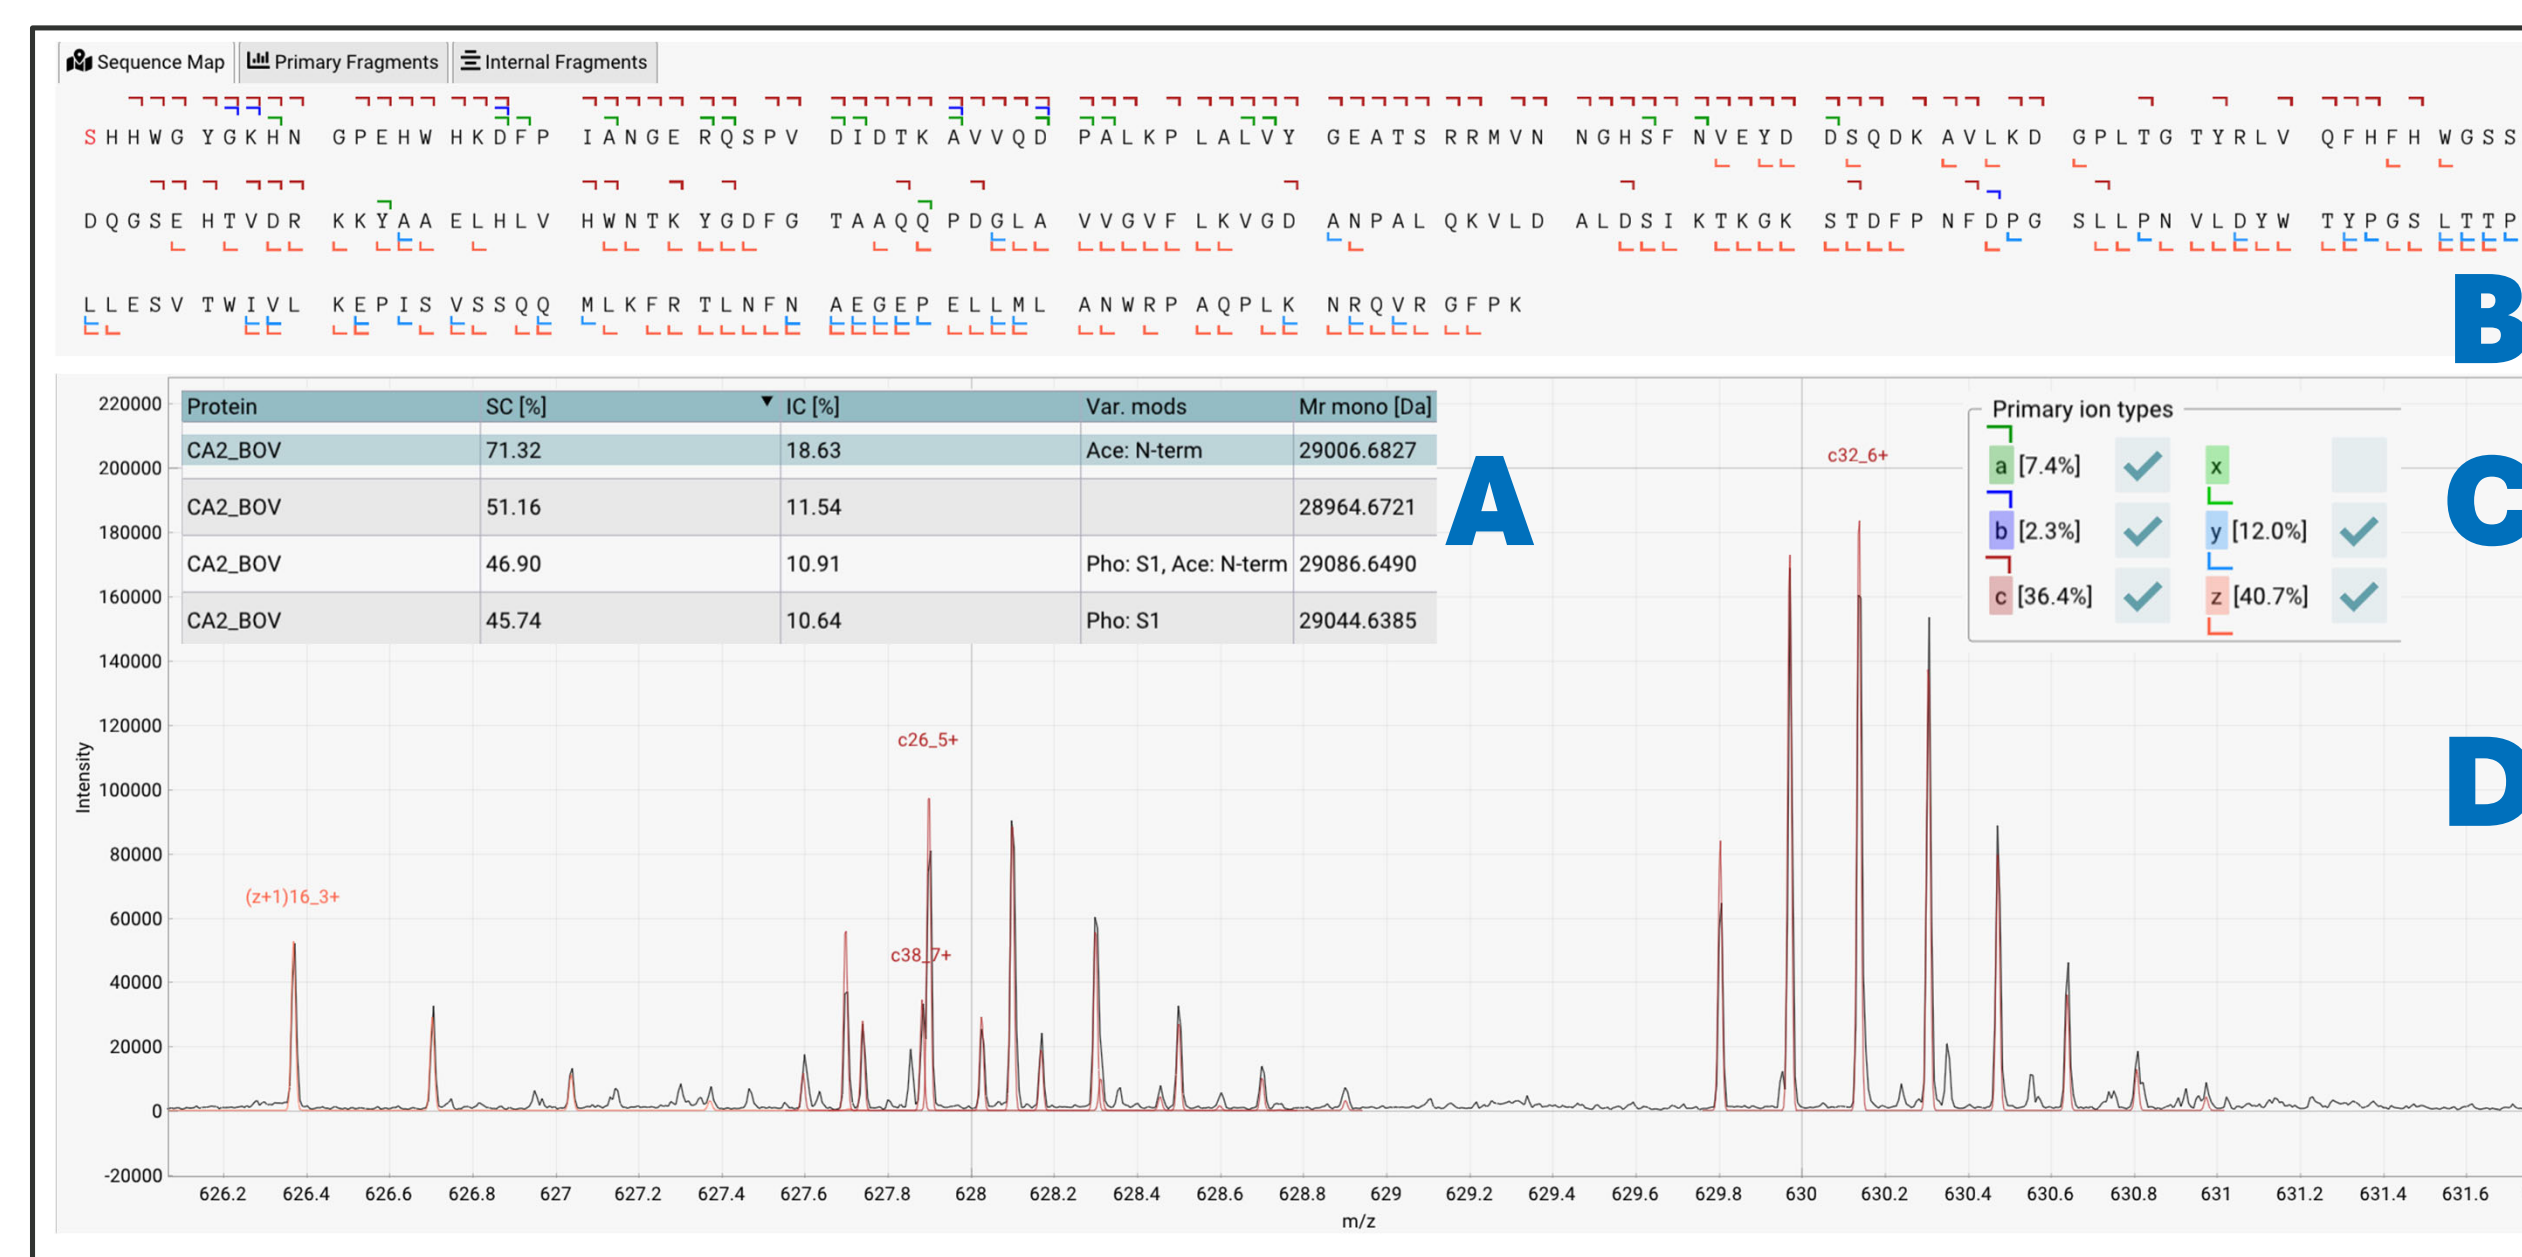 Sequence Map Primary Fragments Internal Fragments
SHHWG YGKHN GPEHW HKDFP IANGE RQSPV DIDTK AVVQD PALKP LALVY GEATS RRMVN NGHSF NVEYD DSQDK AVLKD GPLTG TYRLV QFHFH WGSS
DQGSE HTVDR KKYAA ELHLV HWNTK YGDFG TAAQQ PDGLA VVGVF LKVGD ANPAL QKVLD ALDSI KTKGK STDFP NFDPG SLLPN VLDYW TYPGS LTTP
LLESV TWIVL KEPIS VSSQQ MLKFR TLNFN AEGEP ELLML ANWRP AQPLK NRQVR GFPK
B
Protein SC [%] IC [%] Var. mods Mr mono [Da]
CA2_BOV 71.32 18.63 Ace: N-term 29006.6827
CA2_BOV 51.16 11.54 28964.6721
CA2_BOV 46.90 10.91 Pho: S1, Ace: N-term 29086.6490
CA2_BOV 45.74 10.64 Pho: S1 29044.6385
A
Primary ion types
a [7.4%] x
b [2.3%] y [12.0%]
c [36.4%] z [40.7%]
C
D
c32_6+
c26_5+
c38_7+
(z+1)16_3+
Intensity
220000
200000
180000
160000
140000
120000
100000
80000
60000
40000
20000
0
-20000
626.2 626.4 626.6 626.8 627 627.2 627.4 627.6 627.8 628 628.2 628.4 628.6 628.8 629 629.2 629.4 629.6 629.8 630 630.2 630.4 630.6 630.8 631 631.2 631.4 631.6
m/z